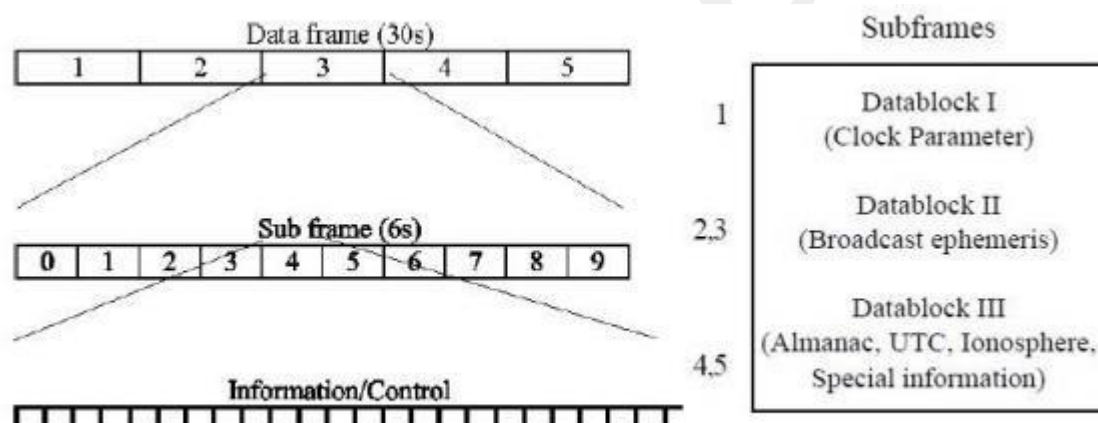 Data frame (30s)
1 2 3 4 5
Sub frame (6s)
0 1 2 3 4 5 6 7 8 9
Information/Control
Subframes
1
Datablock I
(Clock Parameter)
2,3
Datablock II
(Broadcast ephemeris)
4,5
Datablock III
(Almanac, UTC, Ionosphere,
Special information)